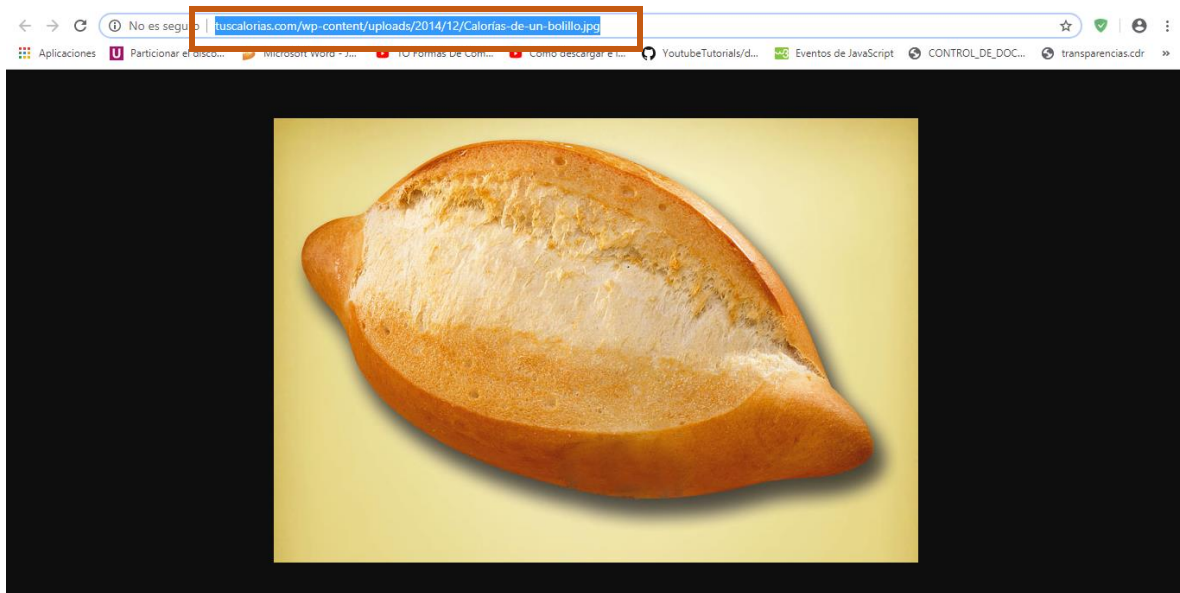 No es seguro | tuscalorias.com/wp-content/uploads/2014/12/Calorías-de-un-bolillo.jpg
Aplicaciones Particionar el disco... Microsoft Word - J... 10 Formas De Com... Como descargar e i... YoutubeTutorials/d... Eventos de JavaScript CONTROL_DE_DOC... transparencias.cdr »